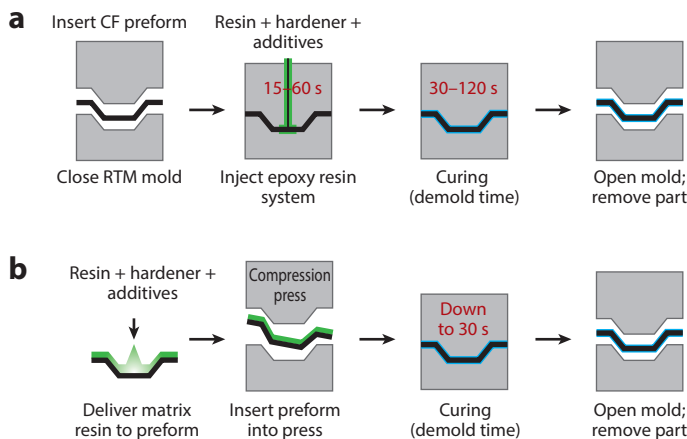 a
Insert CF preform
Close RTM mold
Resin + hardener +
additives
15–60 s
Inject epoxy resin
system
30–120 s
Curing
(demold time)
Open mold;
remove part
b
Resin + hardener +
additives
Deliver matrix
resin to preform
Compression
press
Insert preform
into press
Down
to 30 s
Curing
(demold time)
Open mold;
remove part